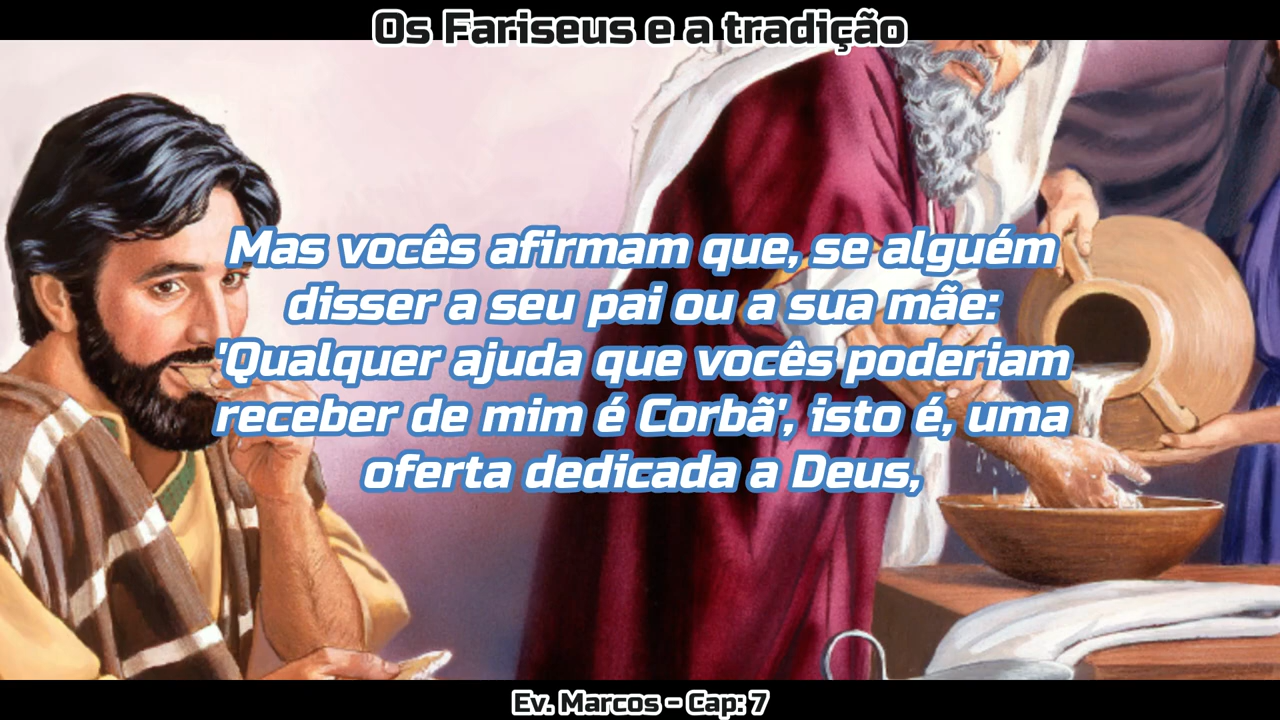 Os Fariseus e a tradição
Mas vocês afirmam que, se alguém
disser a seu pai ou a sua mãe:
'Qualquer ajuda que vocês poderiam
receber de mim é Corbã', isto é, uma
oferta dedicada a Deus,
Ev. Marcos - Cap: 7